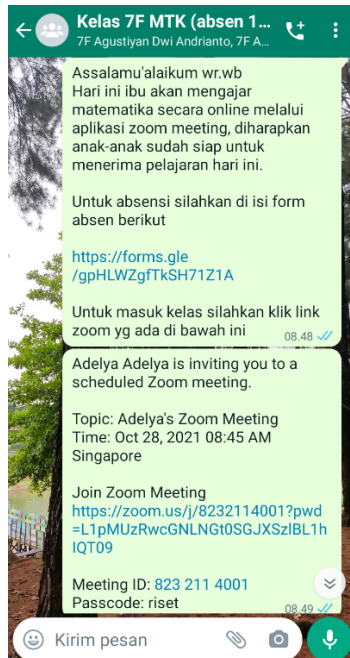 Kelas 7F MTK (absen 1...
7F Agustiyan Dwi Andrianto, 7F A...
Assalamu'alaikum wr.wb
Hari ini ibu akan mengajar
matematika secara online melalui
aplikasi zoom meeting, diharapkan
anak-anak sudah siap untuk
menerima pelajaran hari ini.
Untuk absensi silahkan di isi form
absen berikut
https://forms.gle
/gpHLWZgfTkSH71Z1A
Untuk masuk kelas silahkan klik link
zoom yg ada di bawah ini
08.48
Adelya Adelya is inviting you to a
scheduled Zoom meeting.
Topic: Adelya's Zoom Meeting
Time: Oct 28, 2021 08:45 AM
Singapore
Join Zoom Meeting
https://zoom.us/j/8232114001?pwd
=L1pMUzRwcGNLNGt0SGJXSzlBL1h
IQT09
Meeting ID: 823 211 4001
Passcode: riset
08.49
Kirim pesan